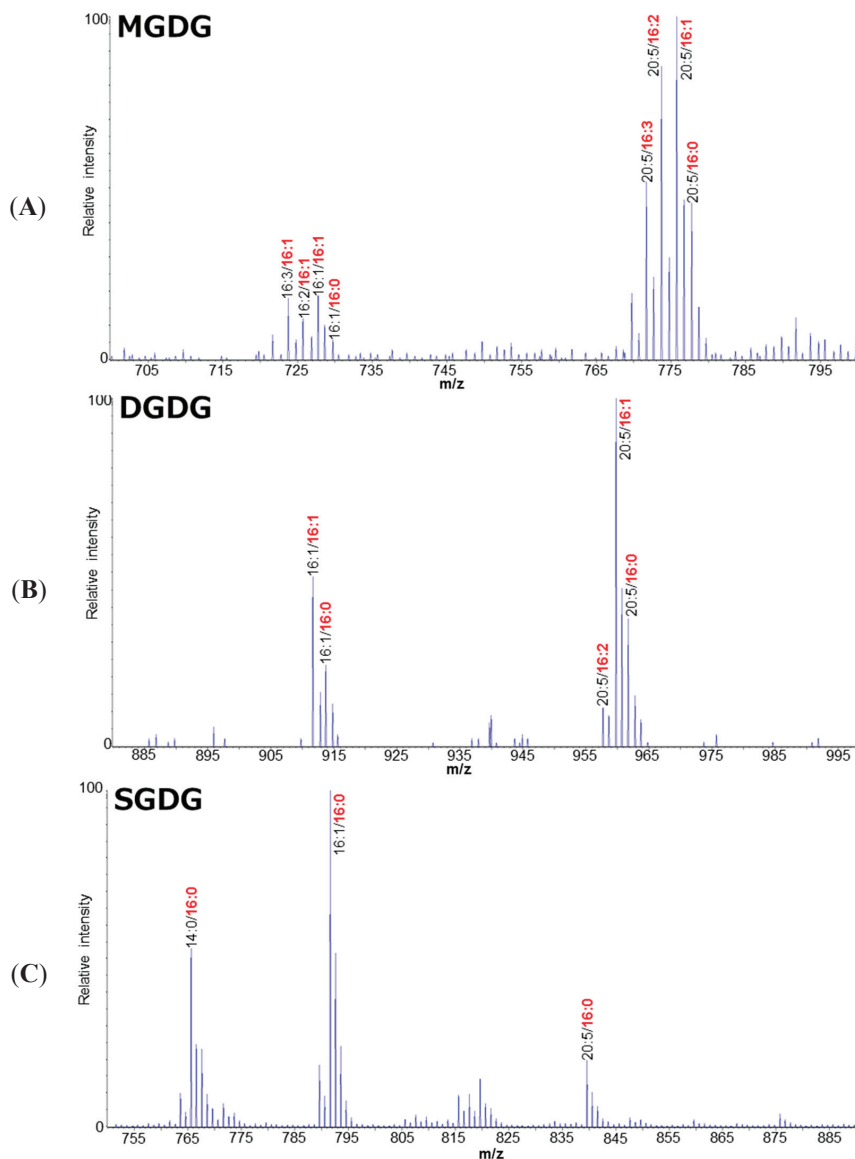 MGDG
(A)
Relative intensity
100
0
16:3/16:1
16:2/16:1
16:1/16:1
16:1/16:0
20:5/16:3
20:5/16:2
20:5/16:1
20:5/16:0
705 715 725 735 745 755 765 775 785 795
m/z
DGDG
(B)
Relative intensity
100
0
16:1/16:1
16:1/16:0
20:5/16:2
20:5/16:1
20:5/16:0
885 895 905 915 925 935 945 955 965 975 985 995
m/z
SGDG
(C)
Relative intensity
100
0
14:0/16:0
16:1/16:0
20:5/16:0
755 765 775 785 795 805 815 825 835 845 855 865 875 885
m/z